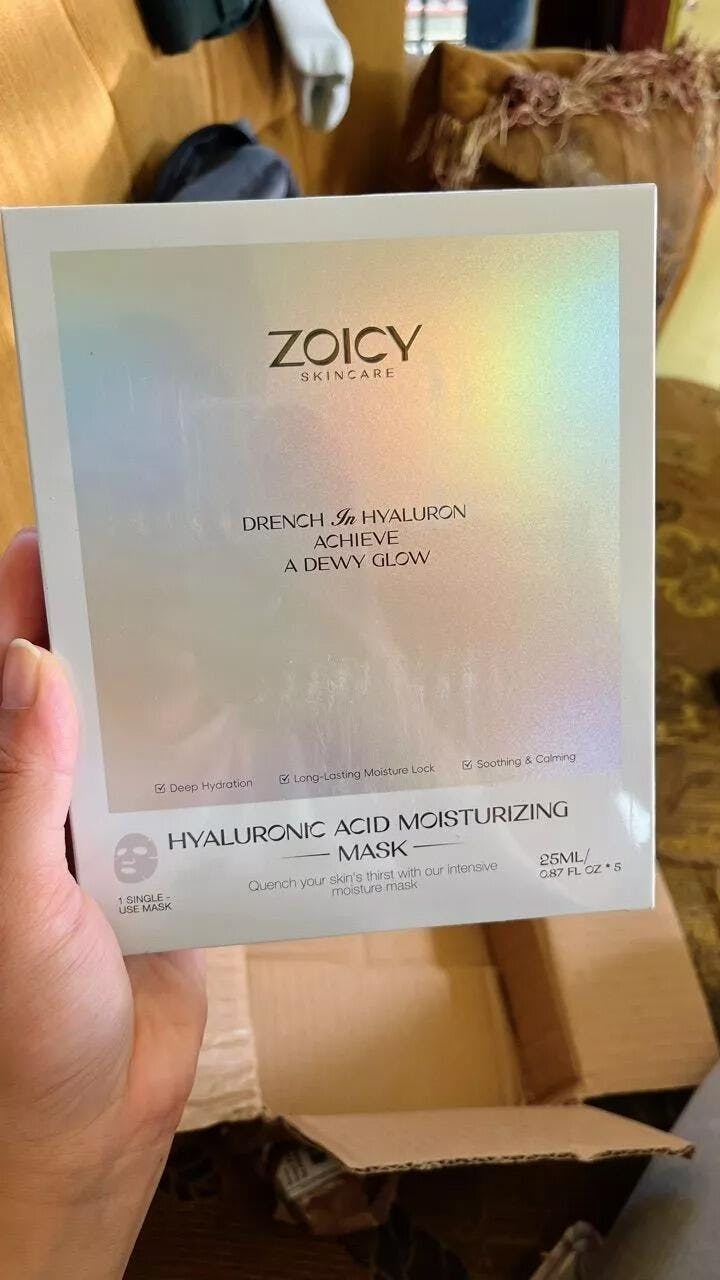 ZOICY
SKINCARE
DRENCH In HYALURON
ACHIEVE
A DEWY GLOW
☑ Deep Hydration ☑ Long-Lasting Moisture Lock ☑ Soothing & Calming
HYALURONIC ACID MOISTURIZING
MASK
Quench your skin's thirst with our intensive
moisture mask
1 SINGLE -
USE MASK
25ML/
0.87 FL OZ * 5